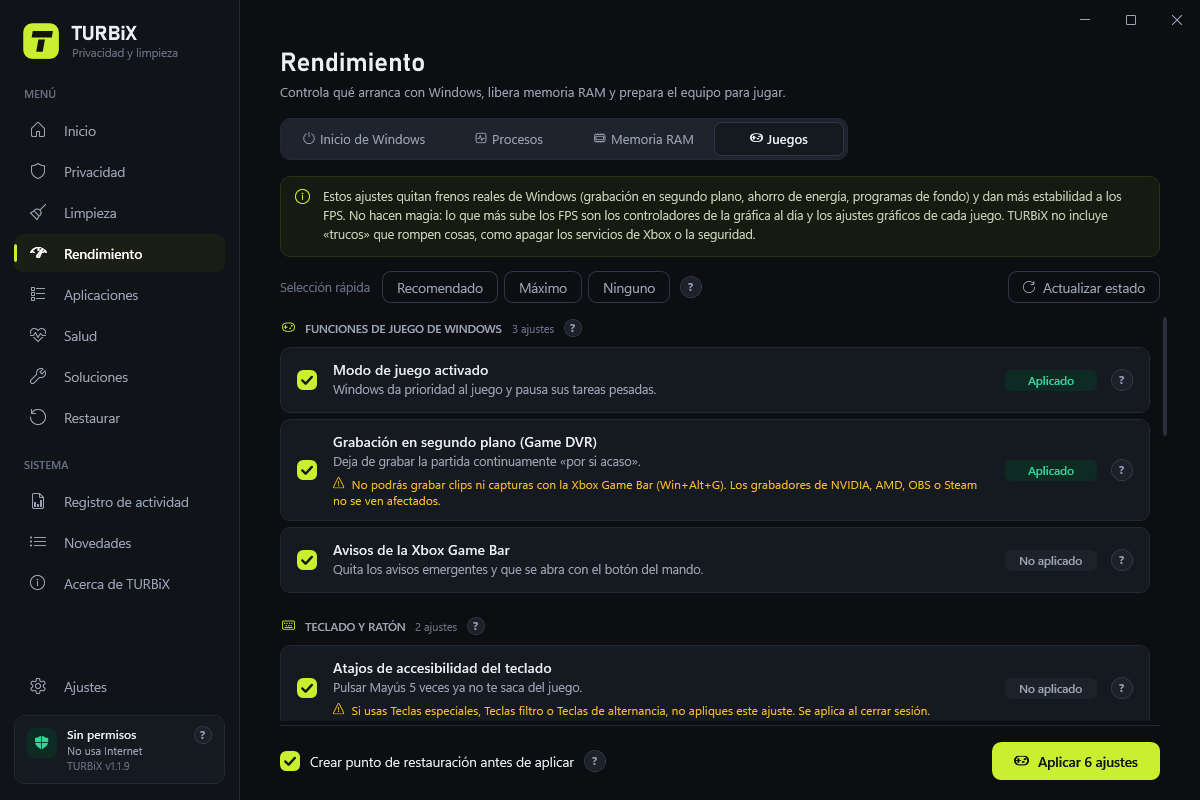 TURBiX
Privacidad y limpieza
MENÚ
Inicio
Privacidad
Limpieza
Rendimiento
Aplicaciones
Salud
Soluciones
Restaurar
SISTEMA
Registro de actividad
Novedades
Acerca de TURBiX
Ajustes
Sin permisos
?
No usa Internet
TURBiX v1.1.9
Rendimiento
Controla qué arranca con Windows, libera memoria RAM y prepara el equipo para jugar.
Inicio de Windows
Procesos
Memoria RAM
Juegos
Estos ajustes quitan frenos reales de Windows (grabación en segundo plano, ahorro de energía, programas de fondo) y dan más estabilidad a los
FPS. No hacen magia: lo que más sube los FPS son los controladores de la gráfica al día y los ajustes gráficos de cada juego. TURBiX no incluye
«trucos» que rompen cosas, como apagar los servicios de Xbox o la seguridad.
Selección rápida
Recomendado
Máximo
Ninguno
?
Actualizar estado
FUNCIONES DE JUEGO DE WINDOWS 3 ajustes ?
Modo de juego activado
Windows da prioridad al juego y pausa sus tareas pesadas.
Aplicado
?
Grabación en segundo plano (Game DVR)
Deja de grabar la partida continuamente «por si acaso».
No podrás grabar clips ni capturas con la Xbox Game Bar (Win+Alt+G). Los grabadores de NVIDIA, AMD, OBS o Steam
no se ven afectados.
Aplicado
?
Avisos de la Xbox Game Bar
Quita los avisos emergentes y que se abra con el botón del mando.
No aplicado
?
TECLADO Y RATÓN 2 ajustes ?
Atajos de accesibilidad del teclado
Pulsar Mayús 5 veces ya no te saca del juego.
Si usas Teclas especiales, Teclas filtro o Teclas de alternancia, no apliques este ajuste. Se aplica al cerrar sesión.
No aplicado
?
Crear punto de restauración antes de aplicar ?
Aplicar 6 ajustes